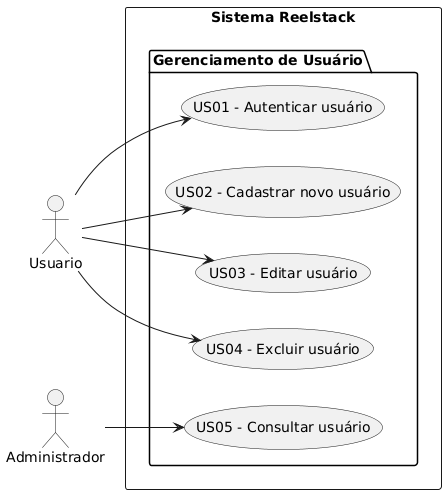 Sistema Reelstack
Gerenciamento de Usuário
US01 - Autenticar usuário
US02 - Cadastrar novo usuário
US03 - Editar usuário
Usuario
US04 - Excluir usuário
US05 - Consultar usuário
Administrador